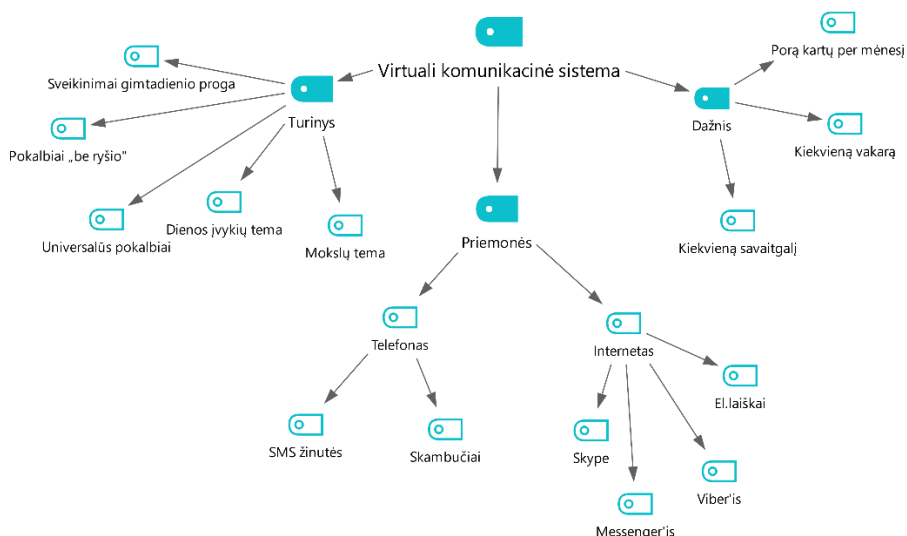 Virtuali komunikacinė sistema
Turinys
Sveikinimai gimtadienio proga
Pokalbiai „be ryšio"
Universalūs pokalbiai
Dienos įvykių tema
Mokslų tema
Priemonės
Telefonas
SMS žinutės
Skambučiai
Internetas
Skype
Messenger'is
Viber'is
El.laiškai
Dažnis
Porą kartų per mėnesį
Kiekvieną vakarą
Kiekvieną savaitgalį